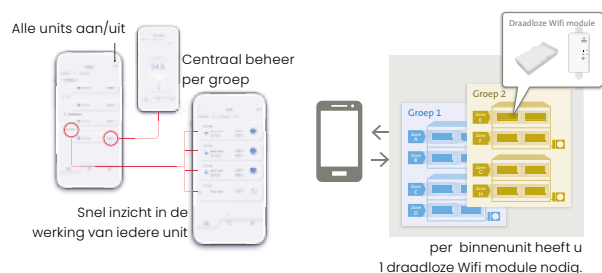 Alle units aan/uit
Centraal beheer
per groep
Snel inzicht in de
werking van iedere unit
Draadloze Wifi module
Groep 2
Groep 1
Zone
E
Zone
F
Zone
G
Zone
H
Zone
A
Zone
B
Zone
C
Zone
D
per binnenunit heeft u
1 draadloze Wifi module nodig.